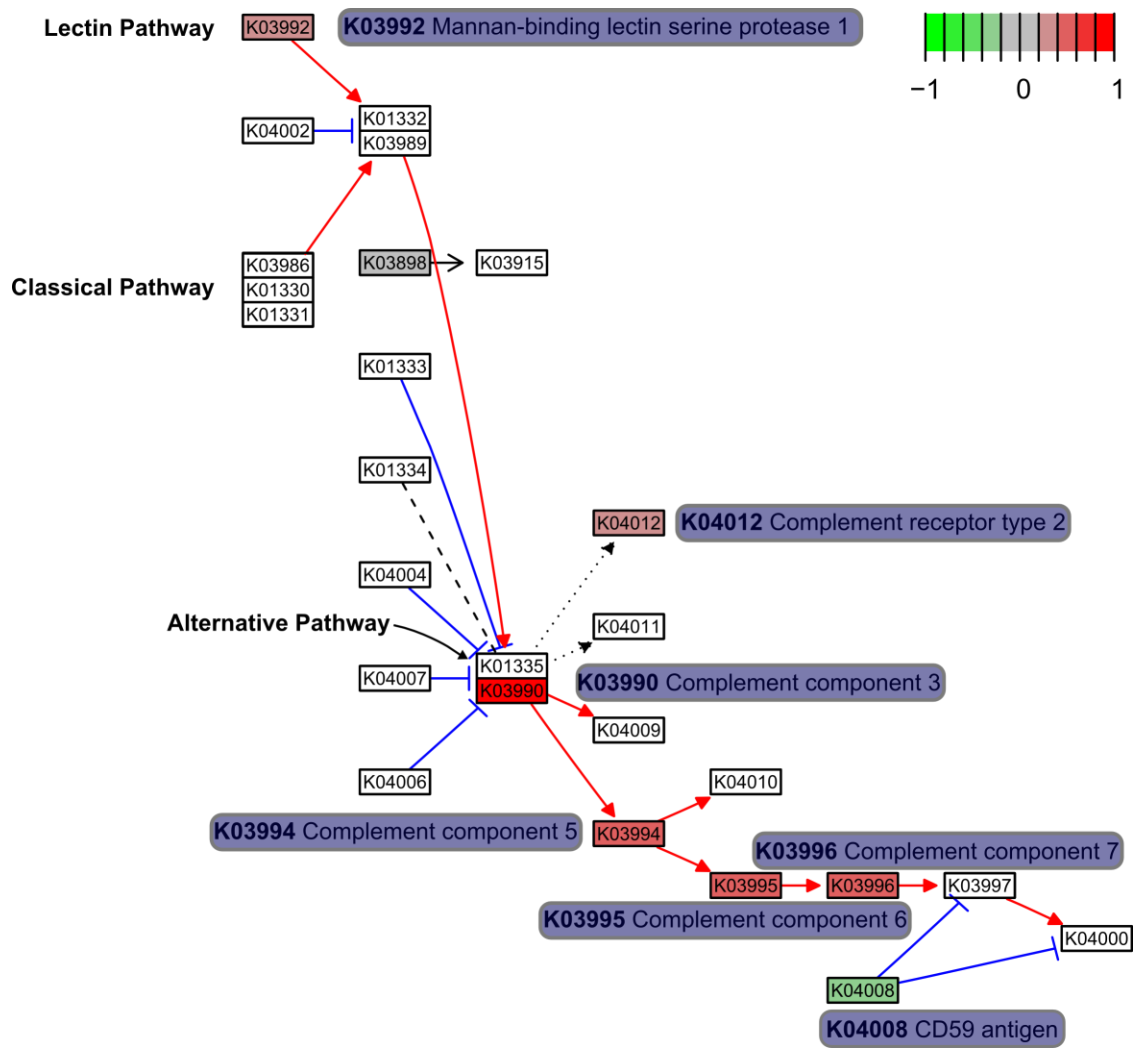 Lectin Pathway K03992 K03992 Mannan-binding lectin serine protease 1
−1 0 1
K01332
K04002
K03989
K03986
K03898 K03915
Classical Pathway K01330
K01331
K01333
K01334
K04012 K04012 Complement receptor type 2
K04004
Alternative Pathway
K04011
K01335
K04007
K03990 K03990 Complement component 3
K04009
K04006
K04010
K03994 Complement component 5 K03994
K03996 Complement component 7
K03995 K03996 K03997
K03995 Complement component 6
K04000
K04008
K04008 CD59 antigen